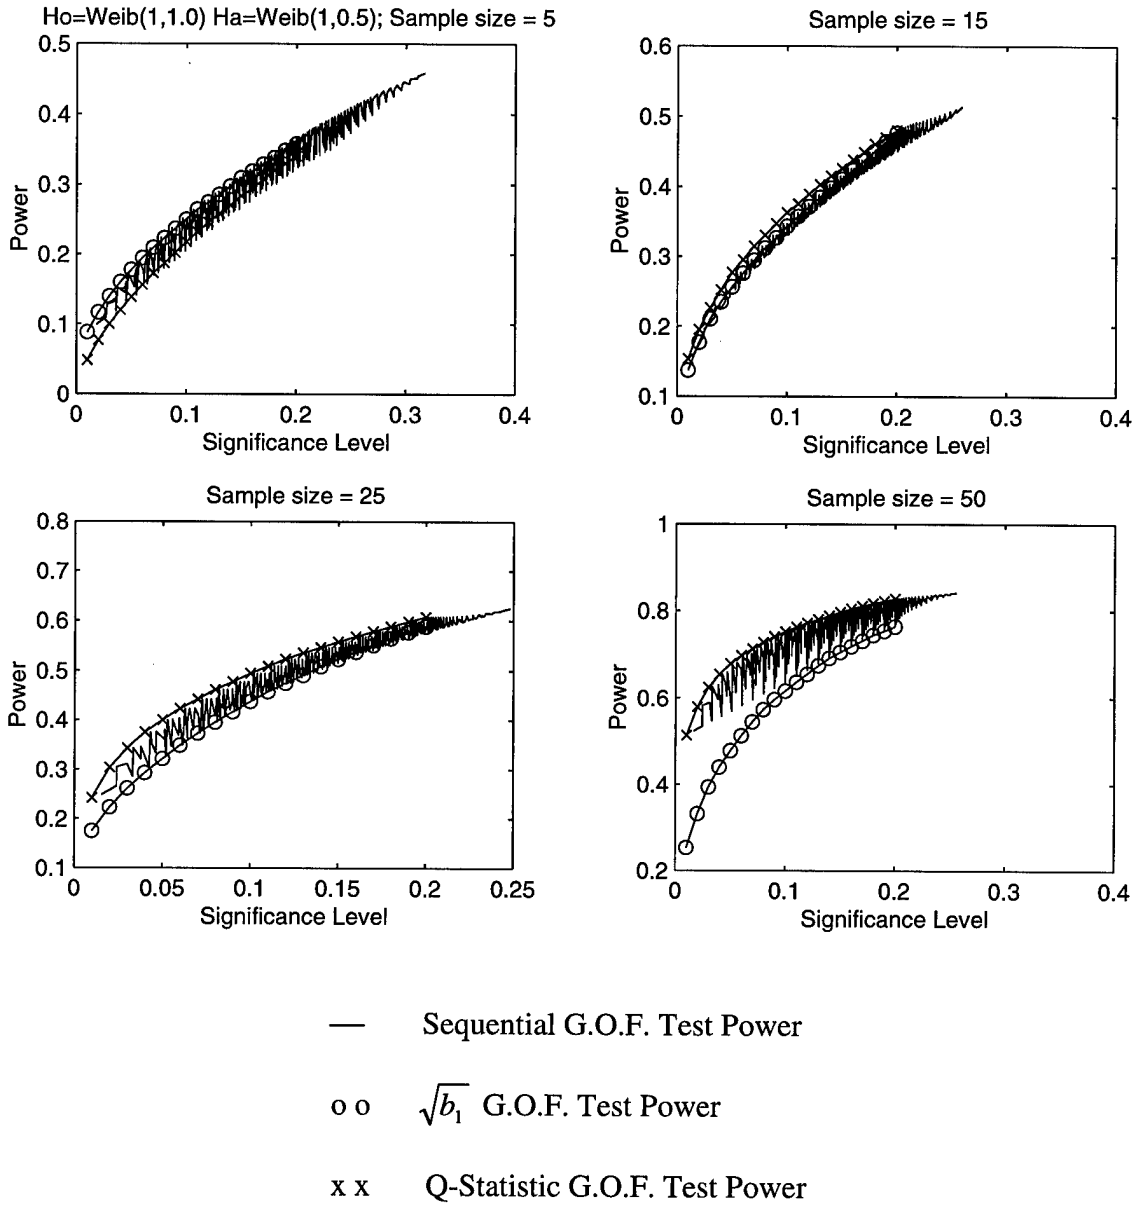 Ho=Weib(1,1.0) Ha=Weib(1,0.5); Sample size = 5
0.5
0.4
0.3
0.2
0.1
0
Power
0 0.1 0.2 0.3 0.4
Significance Level
Sample size = 15
0.6
0.5
0.4
0.3
0.2
0.1
Power
0 0.1 0.2 0.3 0.4
Significance Level
Sample size = 25
0.8
0.7
0.6
0.5
0.4
0.3
0.2
0.1
Power
0 0.05 0.1 0.15 0.2 0.25
Significance Level
Sample size = 50
1
0.8
0.6
0.4
0.2
Power
0 0.1 0.2 0.3 0.4
Significance Level
— Sequential G.O.F. Test Power
o o √b₁ G.O.F. Test Power
x x Q-Statistic G.O.F. Test Power